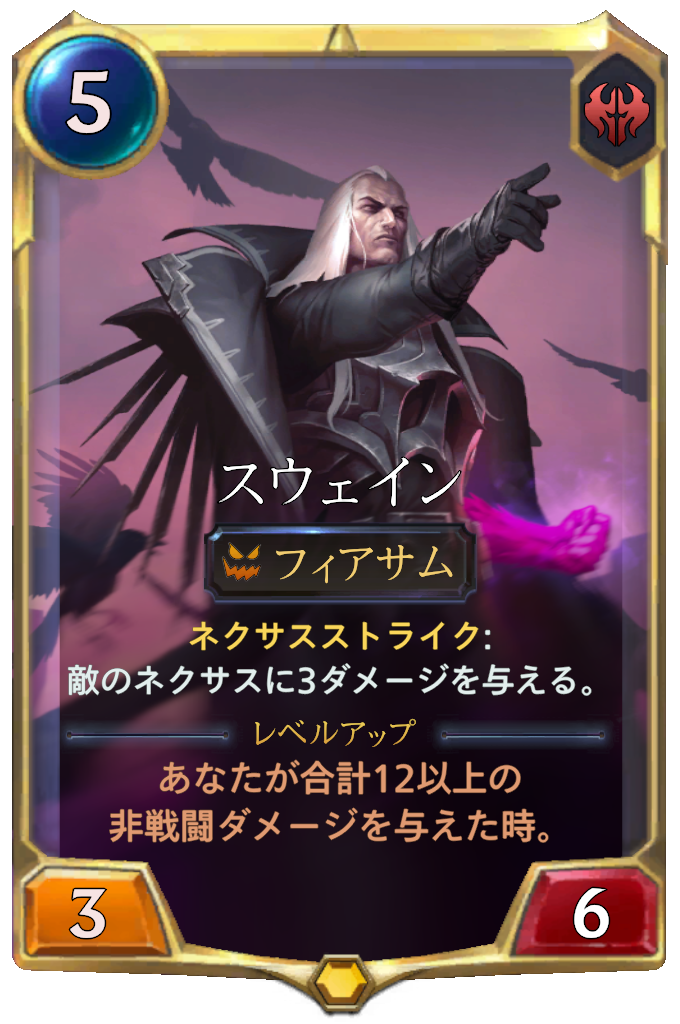 5
スウェイン
フィアサム
ネクサスストライク:
敵のネクサスに3ダメージを与える。
レベルアップ
あなたが合計12以上の
非戦闘ダメージを与えた時。
3
6